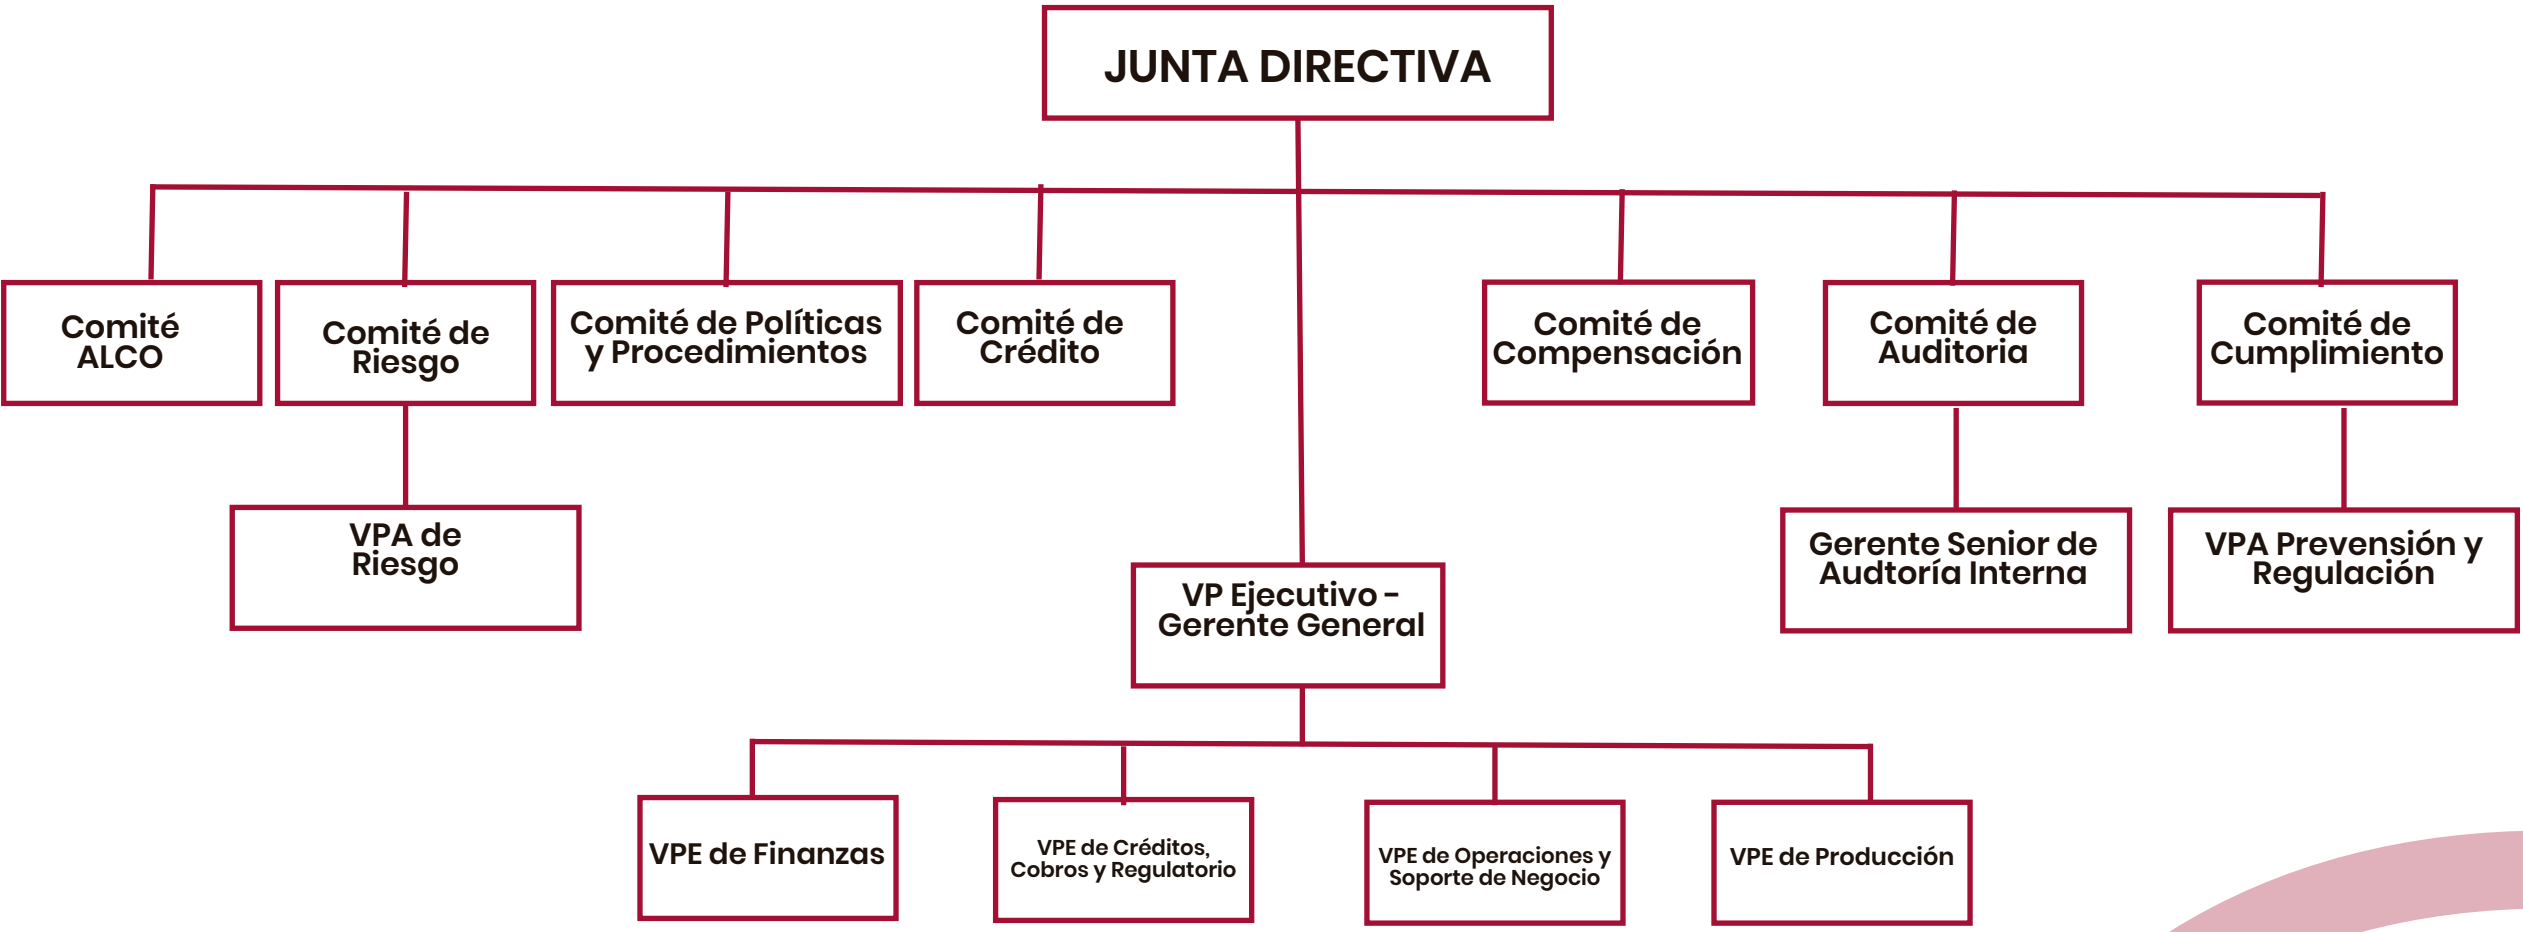 JUNTA DIRECTIVA
Comité
ALCO
Comité de
Riesgo
Comité de Políticas
y Procedimientos
Comité de
Crédito
Comité de
Compensación
Comité de
Auditoria
Comité de
Cumplimiento
VPA de
Riesgo
Gerente Senior de
Audtoría Interna
VPA Prevensión y
Regulación
VP Ejecutivo -
Gerente General
VPE de Finanzas
VPE de Créditos,
Cobros y Regulatorio
VPE de Operaciones y
Soporte de Negocio
VPE de Producción